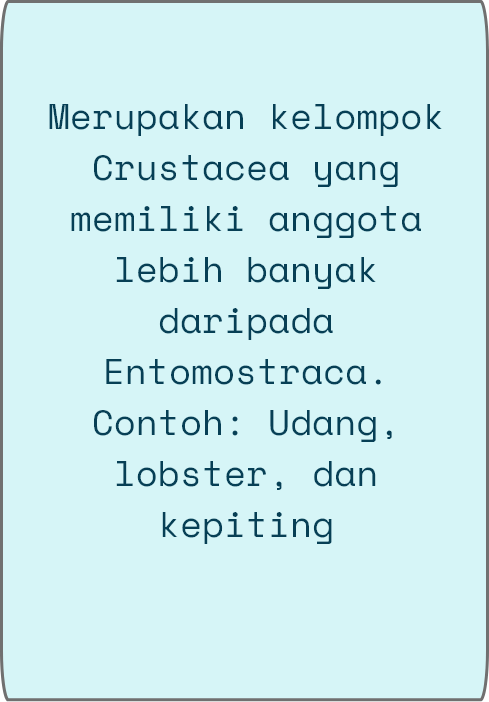 Merupakan kelompok
Crustacea yang
memiliki anggota
lebih banyak
daripada
Entomostraca.
Contoh: Udang,
lobster, dan
kepiting